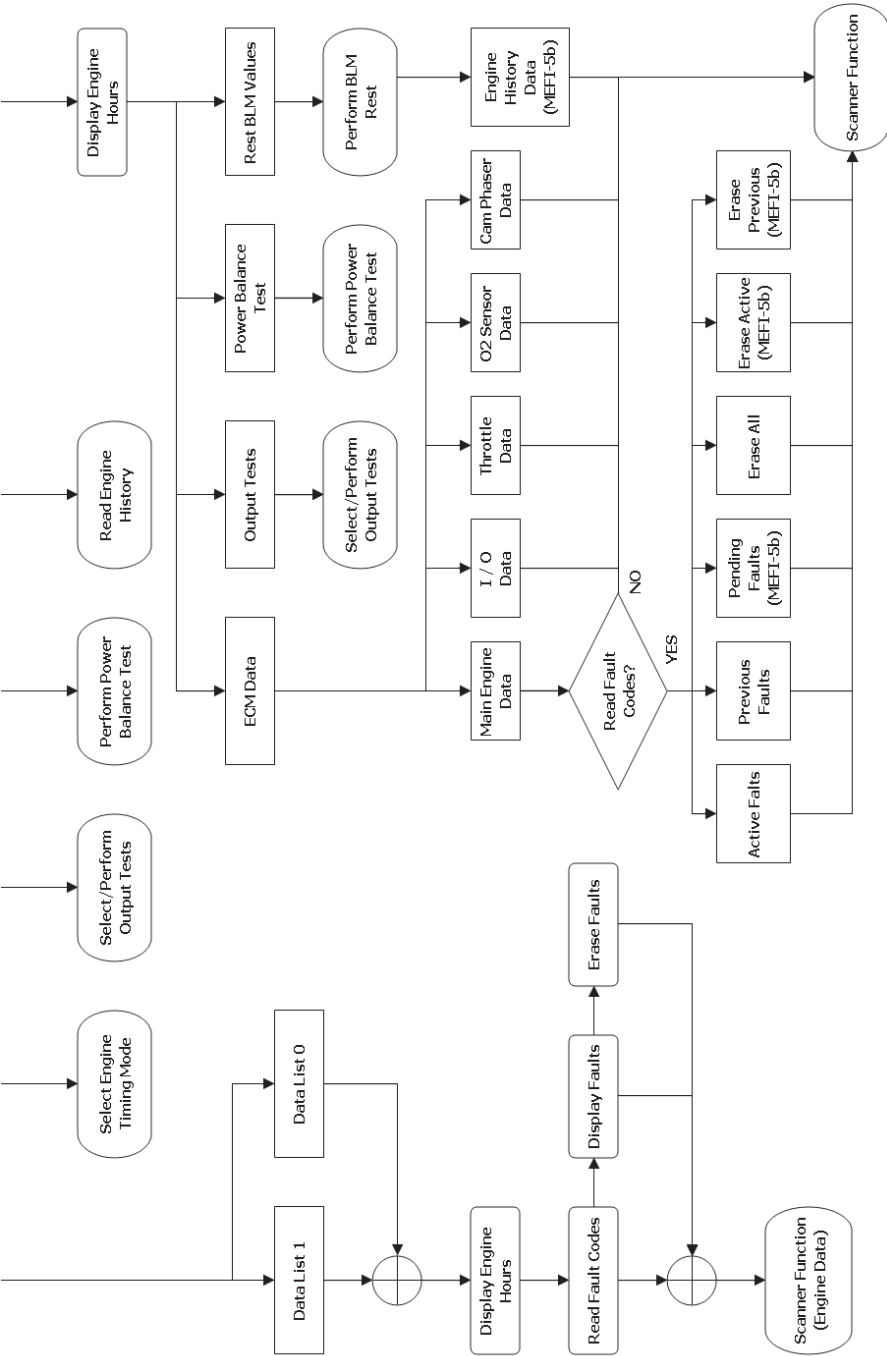 Select Engine
Timing Mode
Select/Perform
Output Tests
Perform Power
Balance Test
Read Engine
History
Display Engine
Hours
ECM Data
Output Tests
Power Balance
Test
Rest BLM Values
Data List 1
Data List 0
Select/Perform
Output Tests
Perform Power
Balance Test
Perform BLM
Rest
Display Engine
Hours
Main Engine
Data
I / O
Data
Throttle
Data
O2 Sensor
Data
Cam Phaser
Data
Engine
History
Data
(MEFI-5b)
Read Fault Codes
Display Faults
Erase Faults
Read Fault
Codes?
NO
YES
Active Falts
Previous
Faults
Pending
Faults
(MEFI-5b)
Erase All
Erase Active
(MEFI-5b)
Erase
Previous
(MEFI-5b)
Scanner Function
(Engine Data)
Scanner Function